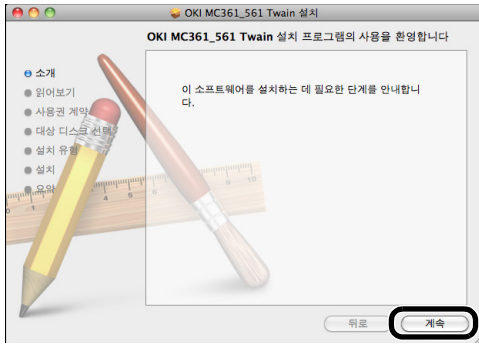 OKI MC361_561 Twain 설치
OKI MC361_561 Twain 설치 프로그램의 사용을 환영합니다
소개
읽어보기
사용권 계약
대상 디스크 선택
설치 유형
설치
요약
이 소프트웨어를 설치하는 데 필요한 단계를 안내합니
다.
뒤로
계속